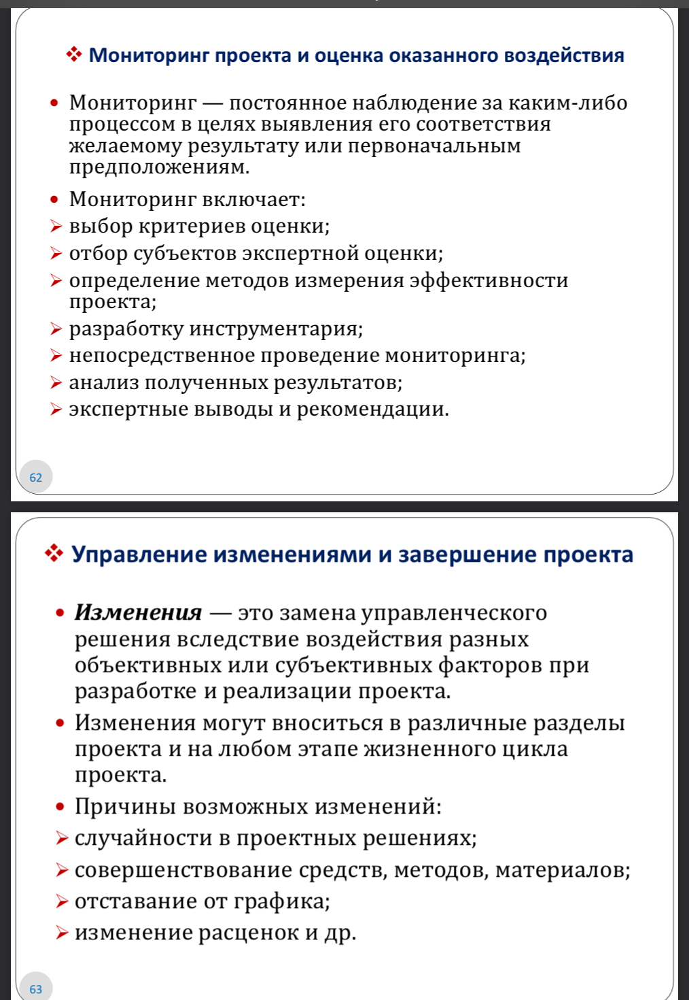 ❖ Мониторинг проекта и оценка оказанного воздействия
• Мониторинг — постоянное наблюдение за каким-либо
процессом в целях выявления его соответствия
желаемому результату или первоначальным
предположениям.
• Мониторинг включает:
➢ выбор критериев оценки;
➢ отбор субъектов экспертной оценки;
➢ определение методов измерения эффективности
проекта;
➢ разработку инструментария;
➢ непосредственное проведение мониторинга;
➢ анализ полученных результатов;
➢ экспертные выводы и рекомендации.
62
❖ Управление изменениями и завершение проекта
• Изменения — это замена управленческого
решения вследствие воздействия разных
объективных или субъективных факторов при
разработке и реализации проекта.
• Изменения могут вноситься в различные разделы
проекта и на любом этапе жизненного цикла
проекта.
• Причины возможных изменений:
➢ случайности в проектных решениях;
➢ совершенствование средств, методов, материалов;
➢ отставание от графика;
➢ изменение расценок и др.
63